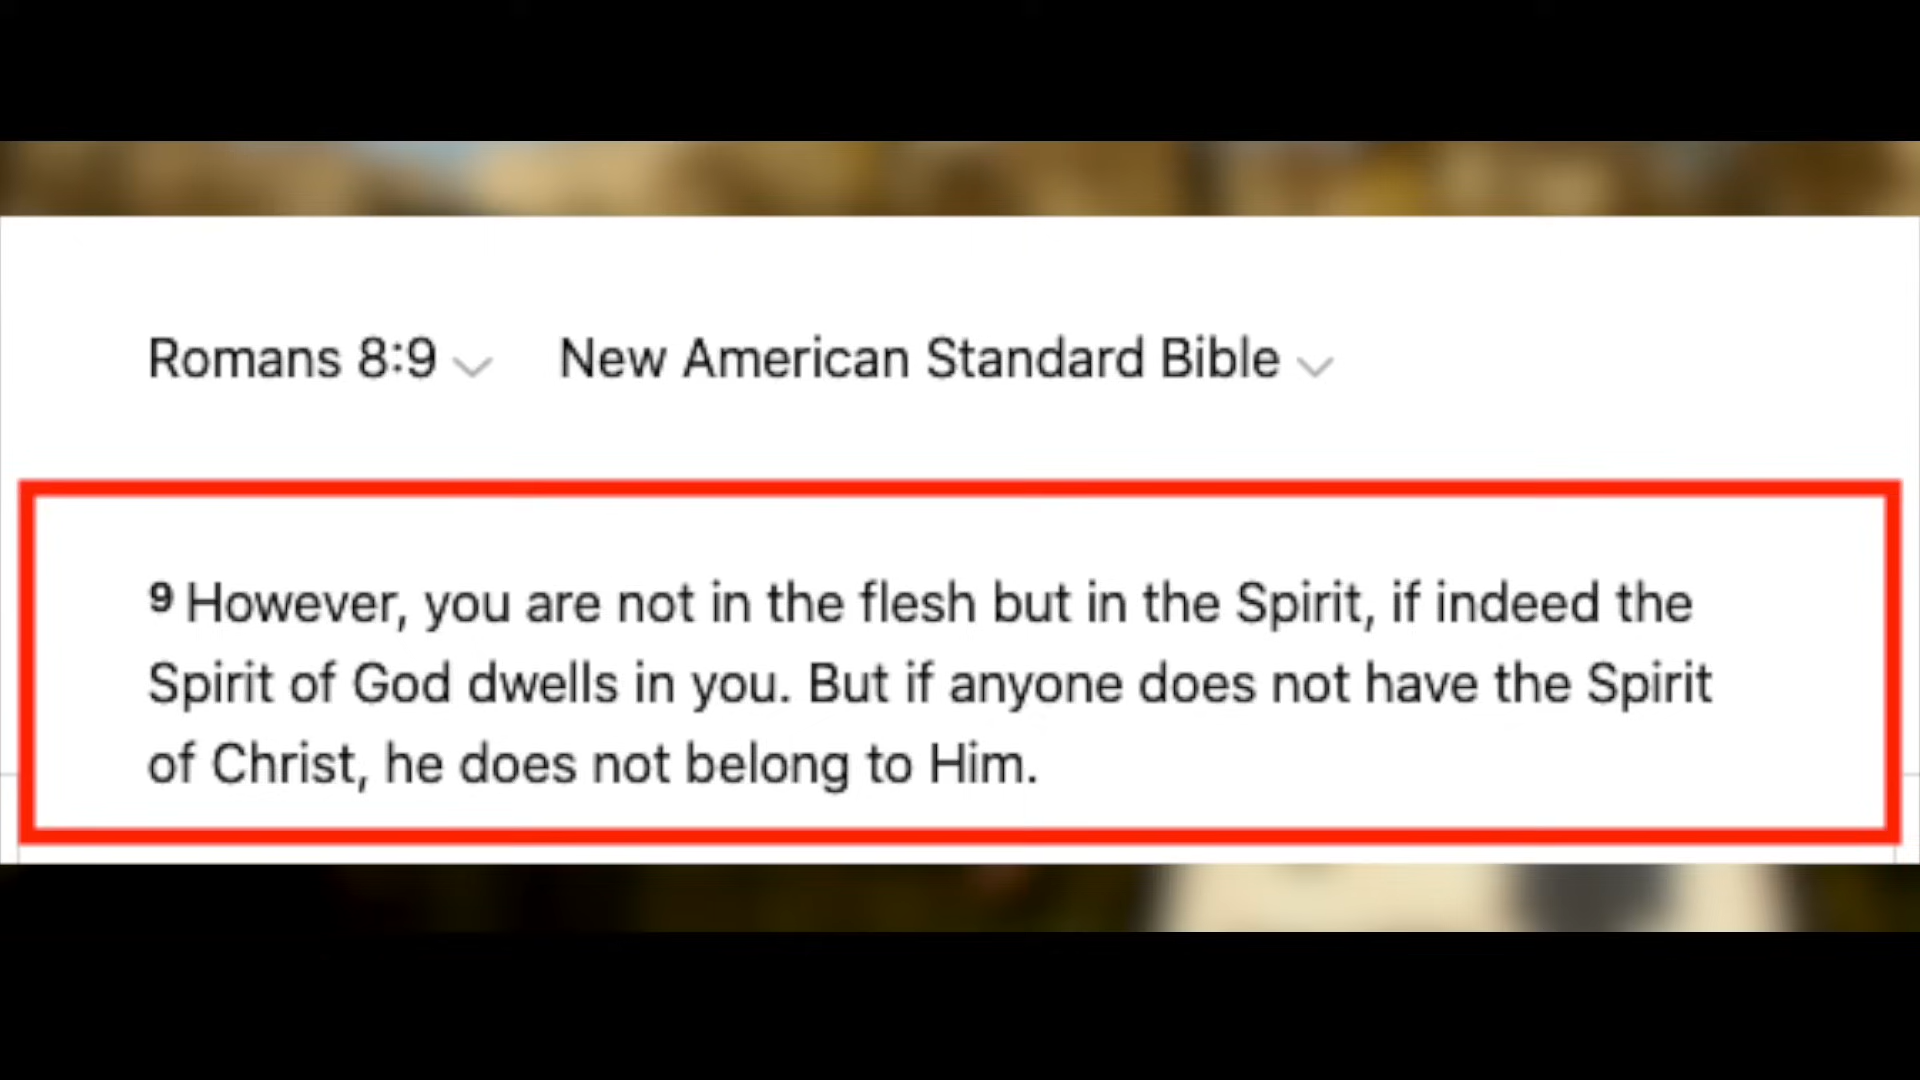 Romans 8:9 New American Standard Bible
9 However, you are not in the flesh but in the Spirit, if indeed the
Spirit of God dwells in you. But if anyone does not have the Spirit
of Christ, he does not belong to Him.